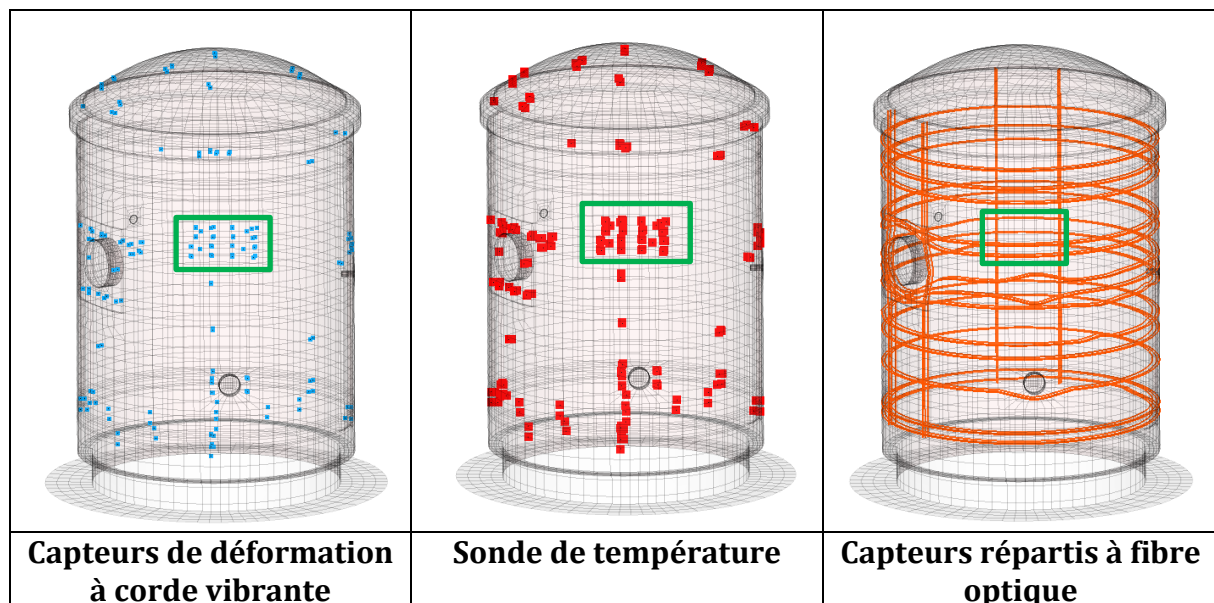 Capteurs de déformation
à corde vibrante
Sonde de température
Capteurs répartis à fibre
optique